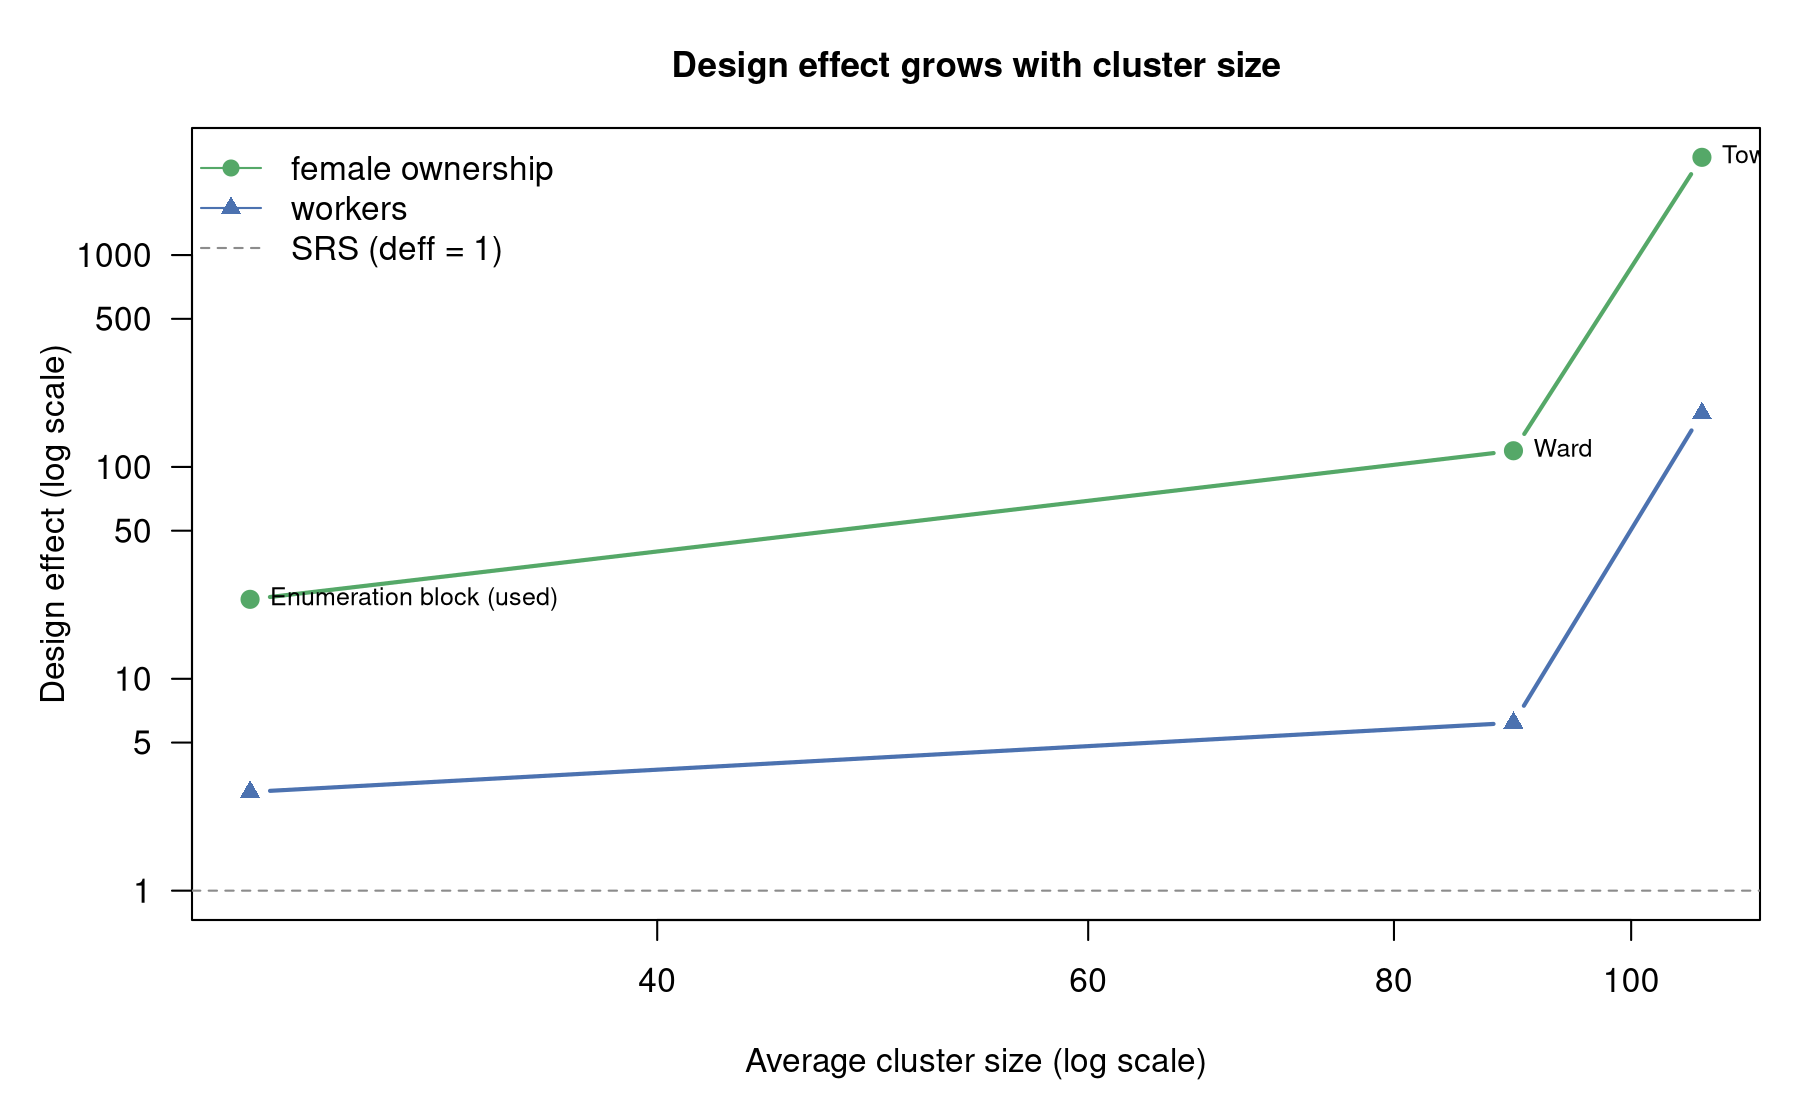 Design effect grows with cluster size
female ownership
workers
SRS (deff = 1)
Tow
1000
500
100
50
10
5
1
Design effect (log scale)
Ward
Enumeration block (used)
40
60
80
100
Average cluster size (log scale)